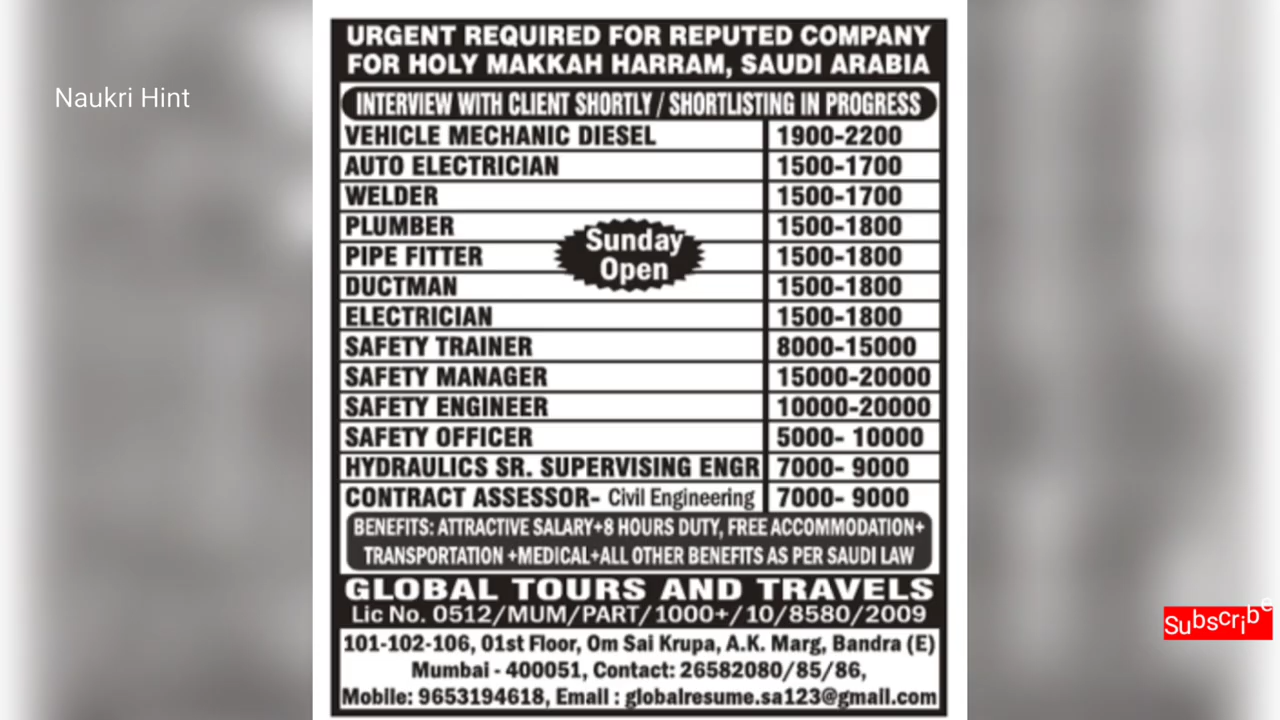 URGENT REQUIRED FOR REPUTED COMPANY
FOR HOLY MAKKAH HARRAM, SAUDI ARABIA
Naukri Hint
INTERVIEW WITH CLIENT SHORTLY / SHORTLISTING IN PROGRESS
VEHICLE MECHANIC DIESEL 1900-2200
AUTO ELECTRICIAN 1500-1700
WELDER 1500-1700
PLUMBER 1500-1800
Sunday
Open
PIPE FITTER 1500-1800
DUCTMAN 1500-1800
ELECTRICIAN 1500-1800
SAFETY TRAINER 8000-15000
SAFETY MANAGER 15000-20000
SAFETY ENGINEER 10000-20000
SAFETY OFFICER 5000- 10000
HYDRAULICS SR. SUPERVISING ENGR 7000- 9000
CONTRACT ASSESSOR- Civil Engineering 7000- 9000
BENEFITS: ATTRACTIVE SALARY+8 HOURS DUTY, FREE ACCOMMODATION+
TRANSPORTATION +MEDICAL+ALL OTHER BENEFITS AS PER SAUDI LAW
GLOBAL TOURS AND TRAVELS
Lic No. 0512/MUM/PART/1000+/10/8580/2009
Subscribe
101-102-106, 01st Floor, Om Sai Krupa, A.K. Marg, Bandra (E)
Mumbai - 400051, Contact: 26582080/85/86,
Mobile: 9653194618, Email : globalresume.sa123@gmail.com